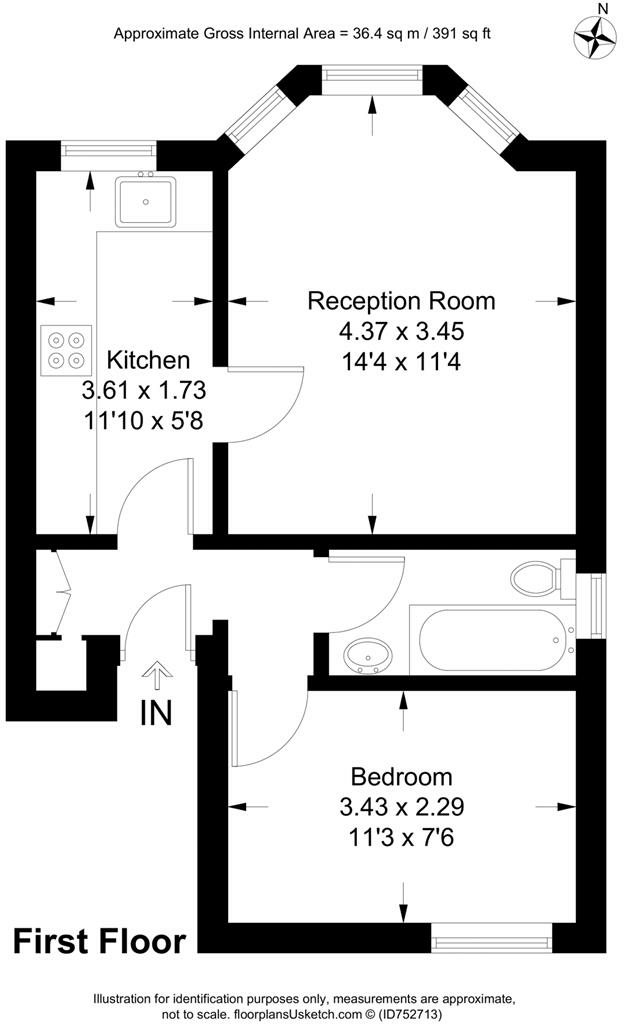 Approximate Gross Internal Area = 36.4 sq m / 391 sq ft
N
Reception Room
4.37 x 3.45
14'4 x 11'4
Kitchen
3.61 x 1.73
11'10 x 5'8
IN
Bedroom
3.43 x 2.29
11'3 x 7'6
First Floor
Illustration for identification purposes only, measurements are approximate,
not to scale. floorplansUsketch.com © (ID752713)